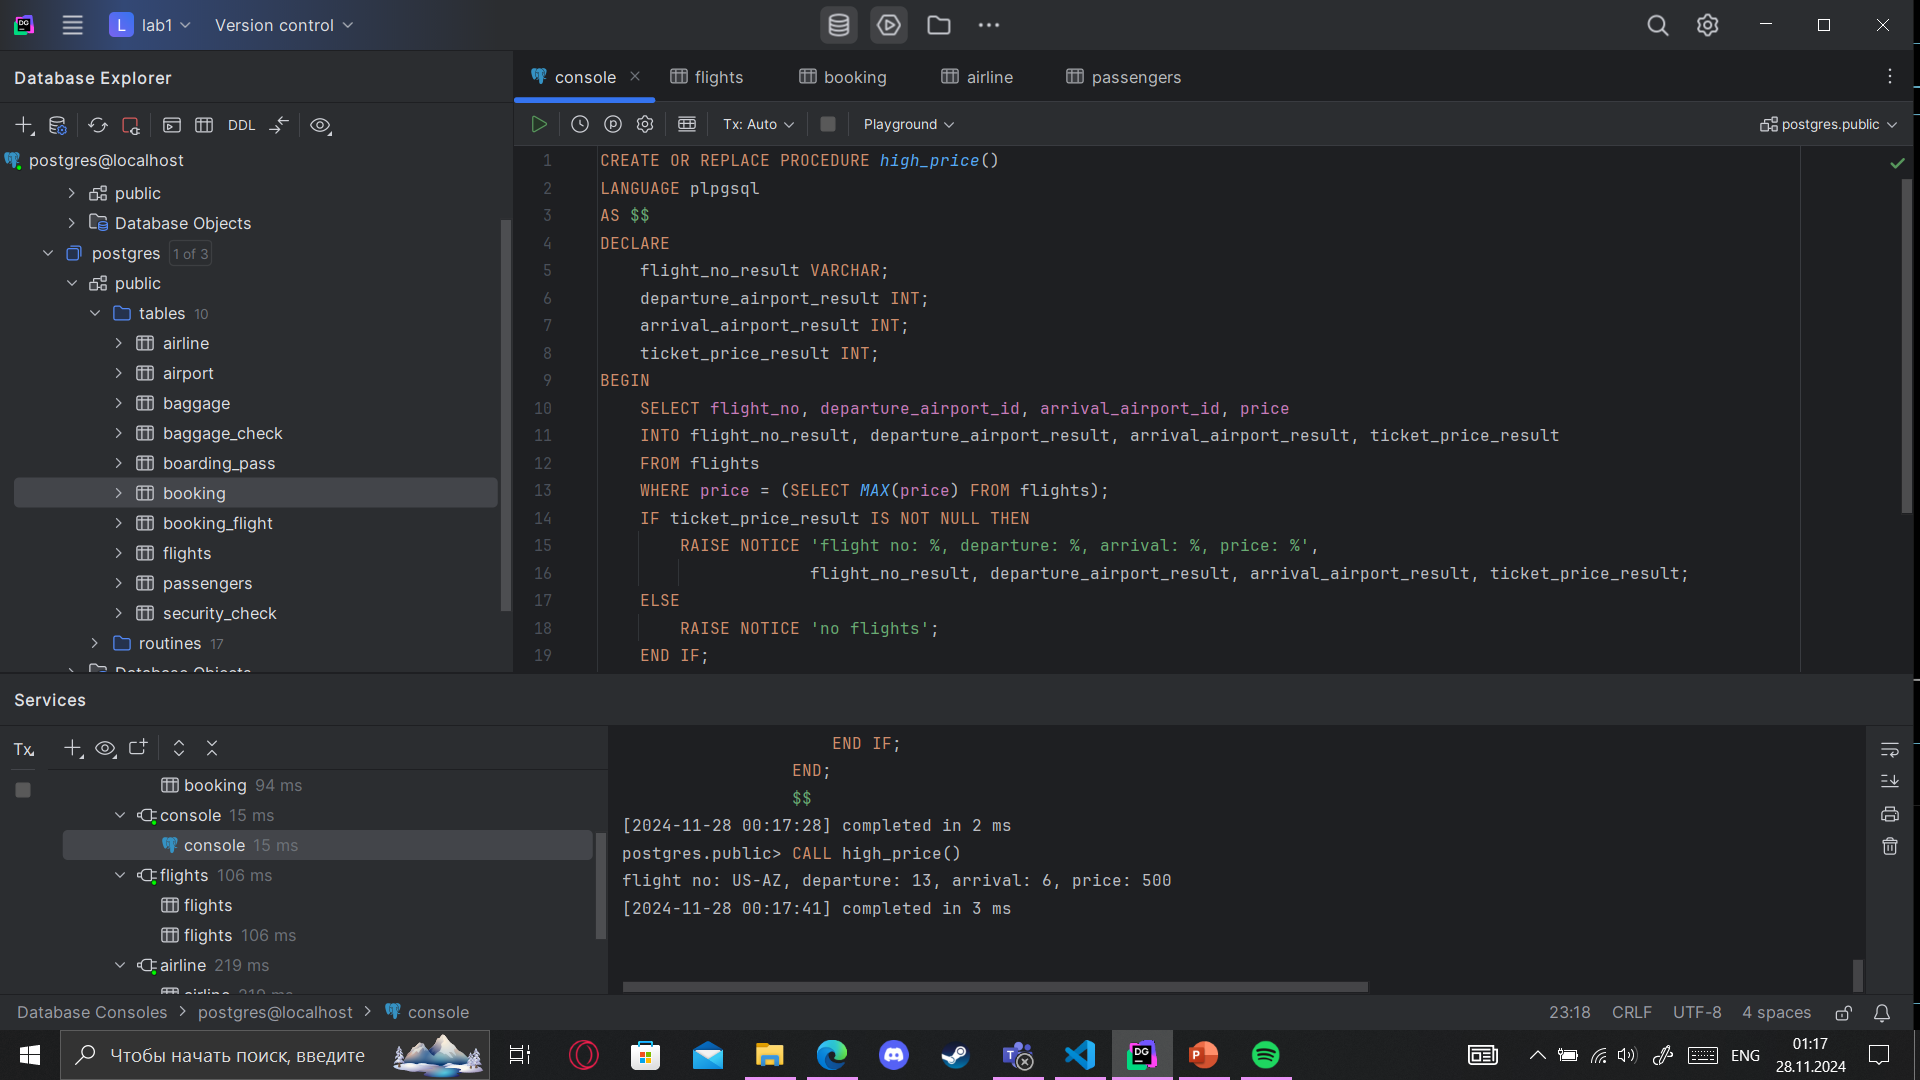 L lab1 Version control
Database Explorer
DDL
postgres@localhost
public
Database Objects
postgres 1 of 3
public
tables 10
airline
airport
baggage
baggage_check
boarding_pass
booking
booking_flight
flights
passengers
security_check
routines 17
Database Objects
console flights booking airline passengers
Tx: Auto Playground postgres.public
1 CREATE OR REPLACE PROCEDURE high_price()
2 LANGUAGE plpgsql
3 AS $$
4 DECLARE
5 flight_no_result VARCHAR;
6 departure_airport_result INT;
7 arrival_airport_result INT;
8 ticket_price_result INT;
9 BEGIN
10 SELECT flight_no, departure_airport_id, arrival_airport_id, price
11 INTO flight_no_result, departure_airport_result, arrival_airport_result, ticket_price_result
12 FROM flights
13 WHERE price = (SELECT MAX(price) FROM flights);
14 IF ticket_price_result IS NOT NULL THEN
15 RAISE NOTICE 'flight no: %, departure: %, arrival: %, price: %',
16 flight_no_result, departure_airport_result, arrival_airport_result, ticket_price_result;
17 ELSE
18 RAISE NOTICE 'no flights';
19 END IF;
Services
Tx
booking 94 ms
console 15 ms
console 15 ms
flights 106 ms
flights
flights 106 ms
airline 219 ms
airline 219 ms
END IF;
END;
$$
[2024-11-28 00:17:28] completed in 2 ms
postgres.public> CALL high_price()
flight no: US-AZ, departure: 13, arrival: 6, price: 500
[2024-11-28 00:17:41] completed in 3 ms
Database Consoles > postgres@localhost > console
23:18 CRLF UTF-8 4 spaces
Чтобы начать поиск, введите
ENG
01:17
28.11.2024